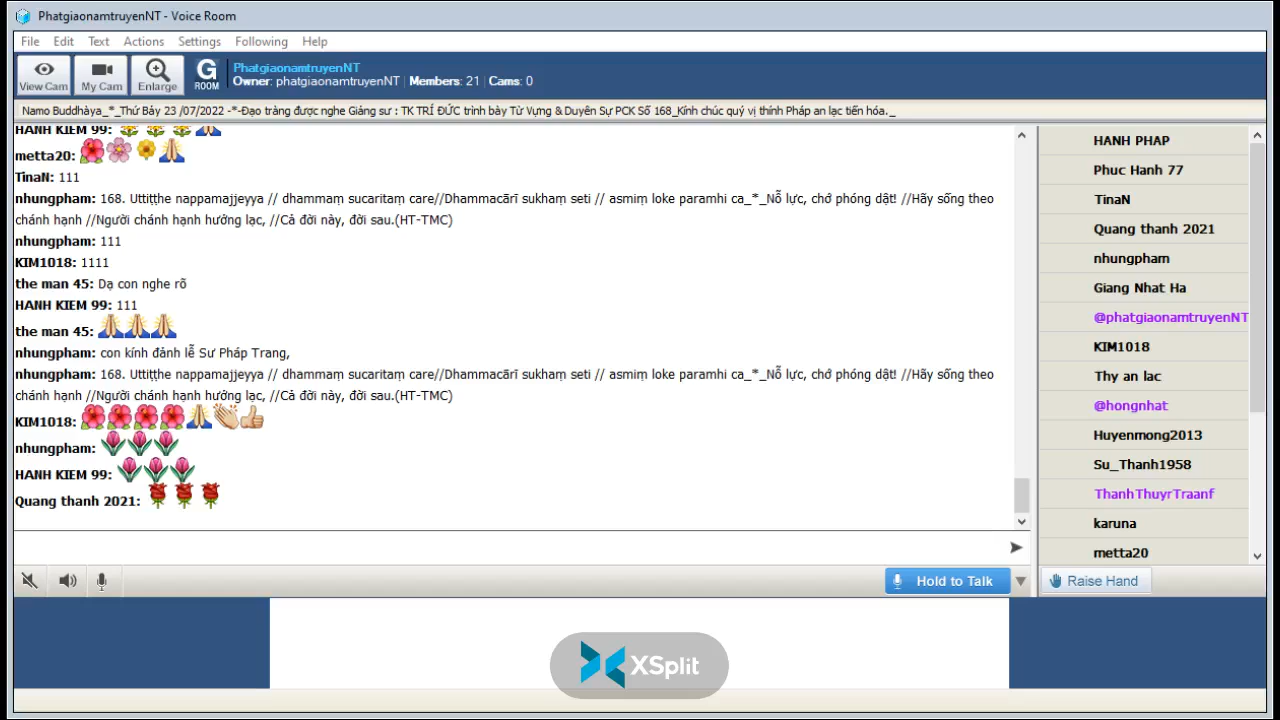 PhatgiaonamtruyenNT - Voice Room
File Edit Text Actions Settings Following Help
View Cam
My Cam
Enlarge
G ROOM
PhatgiaonamtruyenNT
Owner: phatgiaonamtruyenNT | Members: 21 | Cams: 0
Namo Buddhàya_*_Thứ Bảy 23 /07/2022 -*-Đạo tràng được nghe Giảng sư : TK TRÍ ĐỨC trình bày Từ Vựng & Duyên Sự PCK Số 168_Kính chúc quý vị thính Pháp an lạc tiến hóa._
HANH KIEM 99:
metta20:
TinaN: 111
nhungpham: 168. Uttiṭṭhe nappamajjeyya // dhammaṃ sucaritaṃ care//Dhammacārī sukhaṃ seti // asmiṃ loke paramhi ca_*_Nỗ lực, chớ phóng dật! //Hãy sống theo
chánh hạnh //Người chánh hạnh hưởng lạc, //Cả đời này, đời sau.(HT-TMC)
nhungpham: 111
KIM1018: 1111
the man 45: Dạ con nghe rõ
HANH KIEM 99: 111
the man 45:
nhungpham: con kính đảnh lễ Sư Pháp Trang,
nhungpham: 168. Uttiṭṭhe nappamajjeyya // dhammaṃ sucaritaṃ care//Dhammacārī sukhaṃ seti // asmiṃ loke paramhi ca_*_Nỗ lực, chớ phóng dật! //Hãy sống theo
chánh hạnh //Người chánh hạnh hưởng lạc, //Cả đời này, đời sau.(HT-TMC)
KIM1018:
nhungpham:
HANH KIEM 99:
Quang thanh 2021:
HANH PHAP
Phuc Hanh 77
TinaN
Quang thanh 2021
nhungpham
Giang Nhat Ha
@phatgiaonamtruyenNT
KIM1018
Thy an lac
@hongnhat
Huyenmong2013
Su_Thanh1958
ThanhThuyrTraanf
karuna
metta20
Hold to Talk
Raise Hand
XSplit